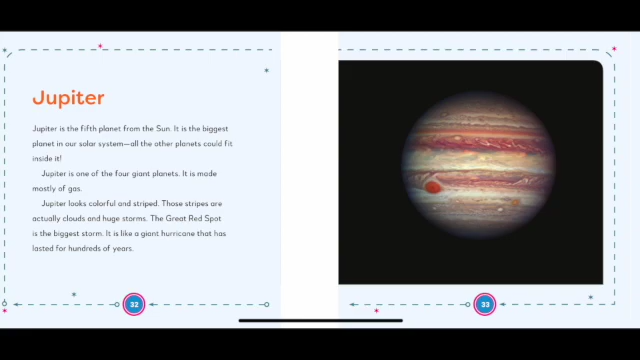 Jupiter
Jupiter is the fifth planet from the Sun. It is the biggest
planet in our solar system—all the other planets could fit
inside it!
Jupiter is one of the four giant planets. It is made
mostly of gas.
Jupiter looks colorful and striped. Those stripes are
actually clouds and huge storms. The Great Red Spot
is the biggest storm. It is like a giant hurricane that has
lasted for hundreds of years.
32
33